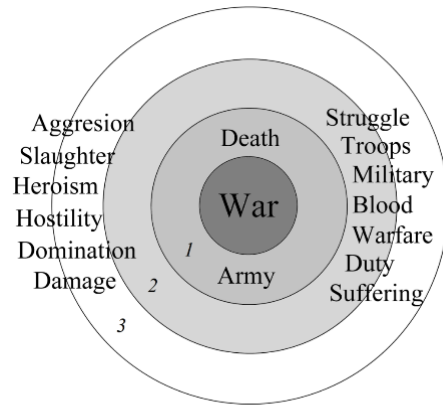 Aggresion
Slaughter
Heroism
Hostility
Domination
Damage
Death
War
Army
1
2
3
Struggle
Troops
Military
Blood
Warfare
Duty
Suffering